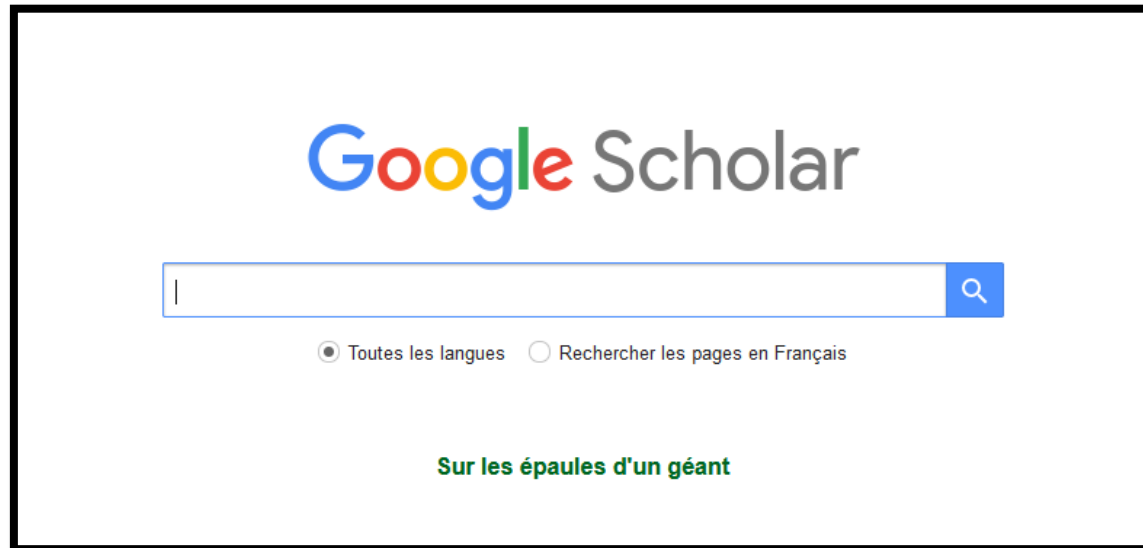 Google Scholar
Toutes les langues Rechercher les pages en Français
Sur les épaules d'un géant